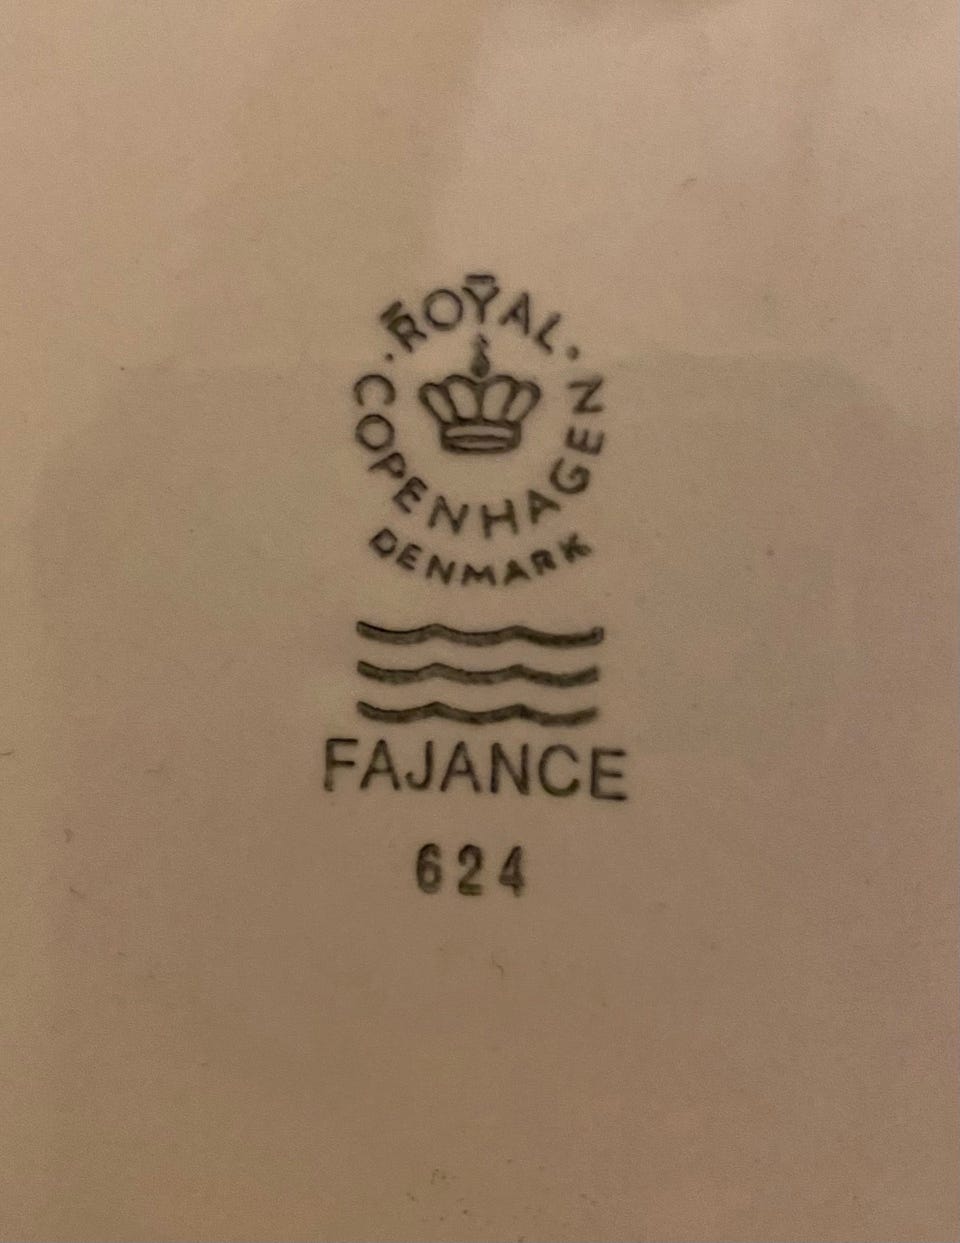 ROYAL
COPENHAGEN
DENMARK
FAJANCE
624